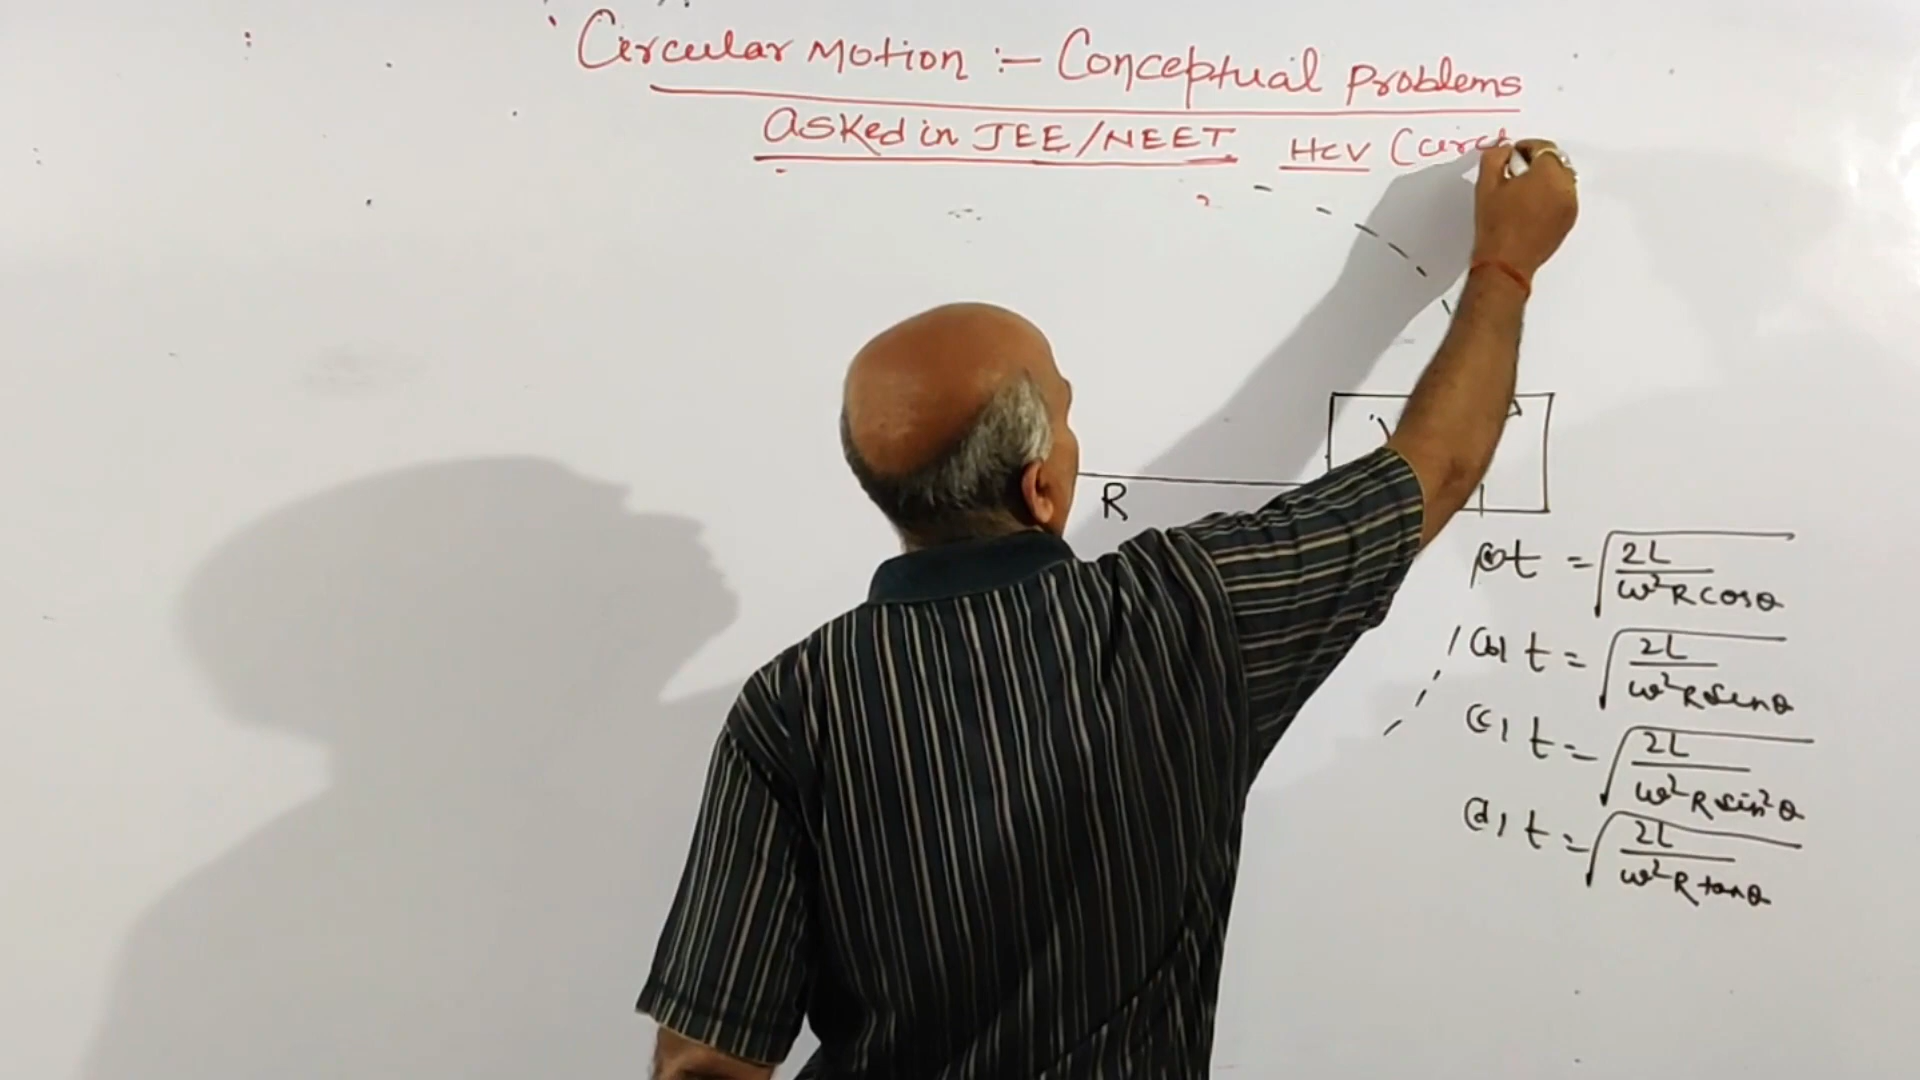 Circular Motion :- Conceptual Problems
Asked in JEE/NEET HCV (circ
R
t = √(2L / ω²R cosθ)
(b) t = √(2L / ω²R sinθ)
(c) t = √(2L / ω²R sin²θ)
(d) t = √(2L / ω²R tanθ)